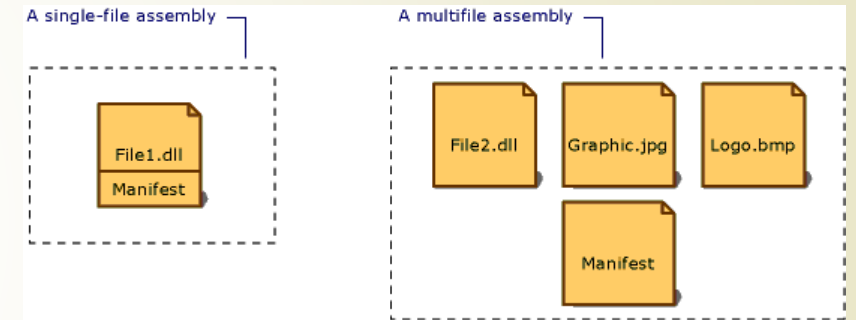 A single-file assembly
A multifile assembly
File1.dll
Manifest
File2.dll
Graphic.jpg
Logo.bmp
Manifest